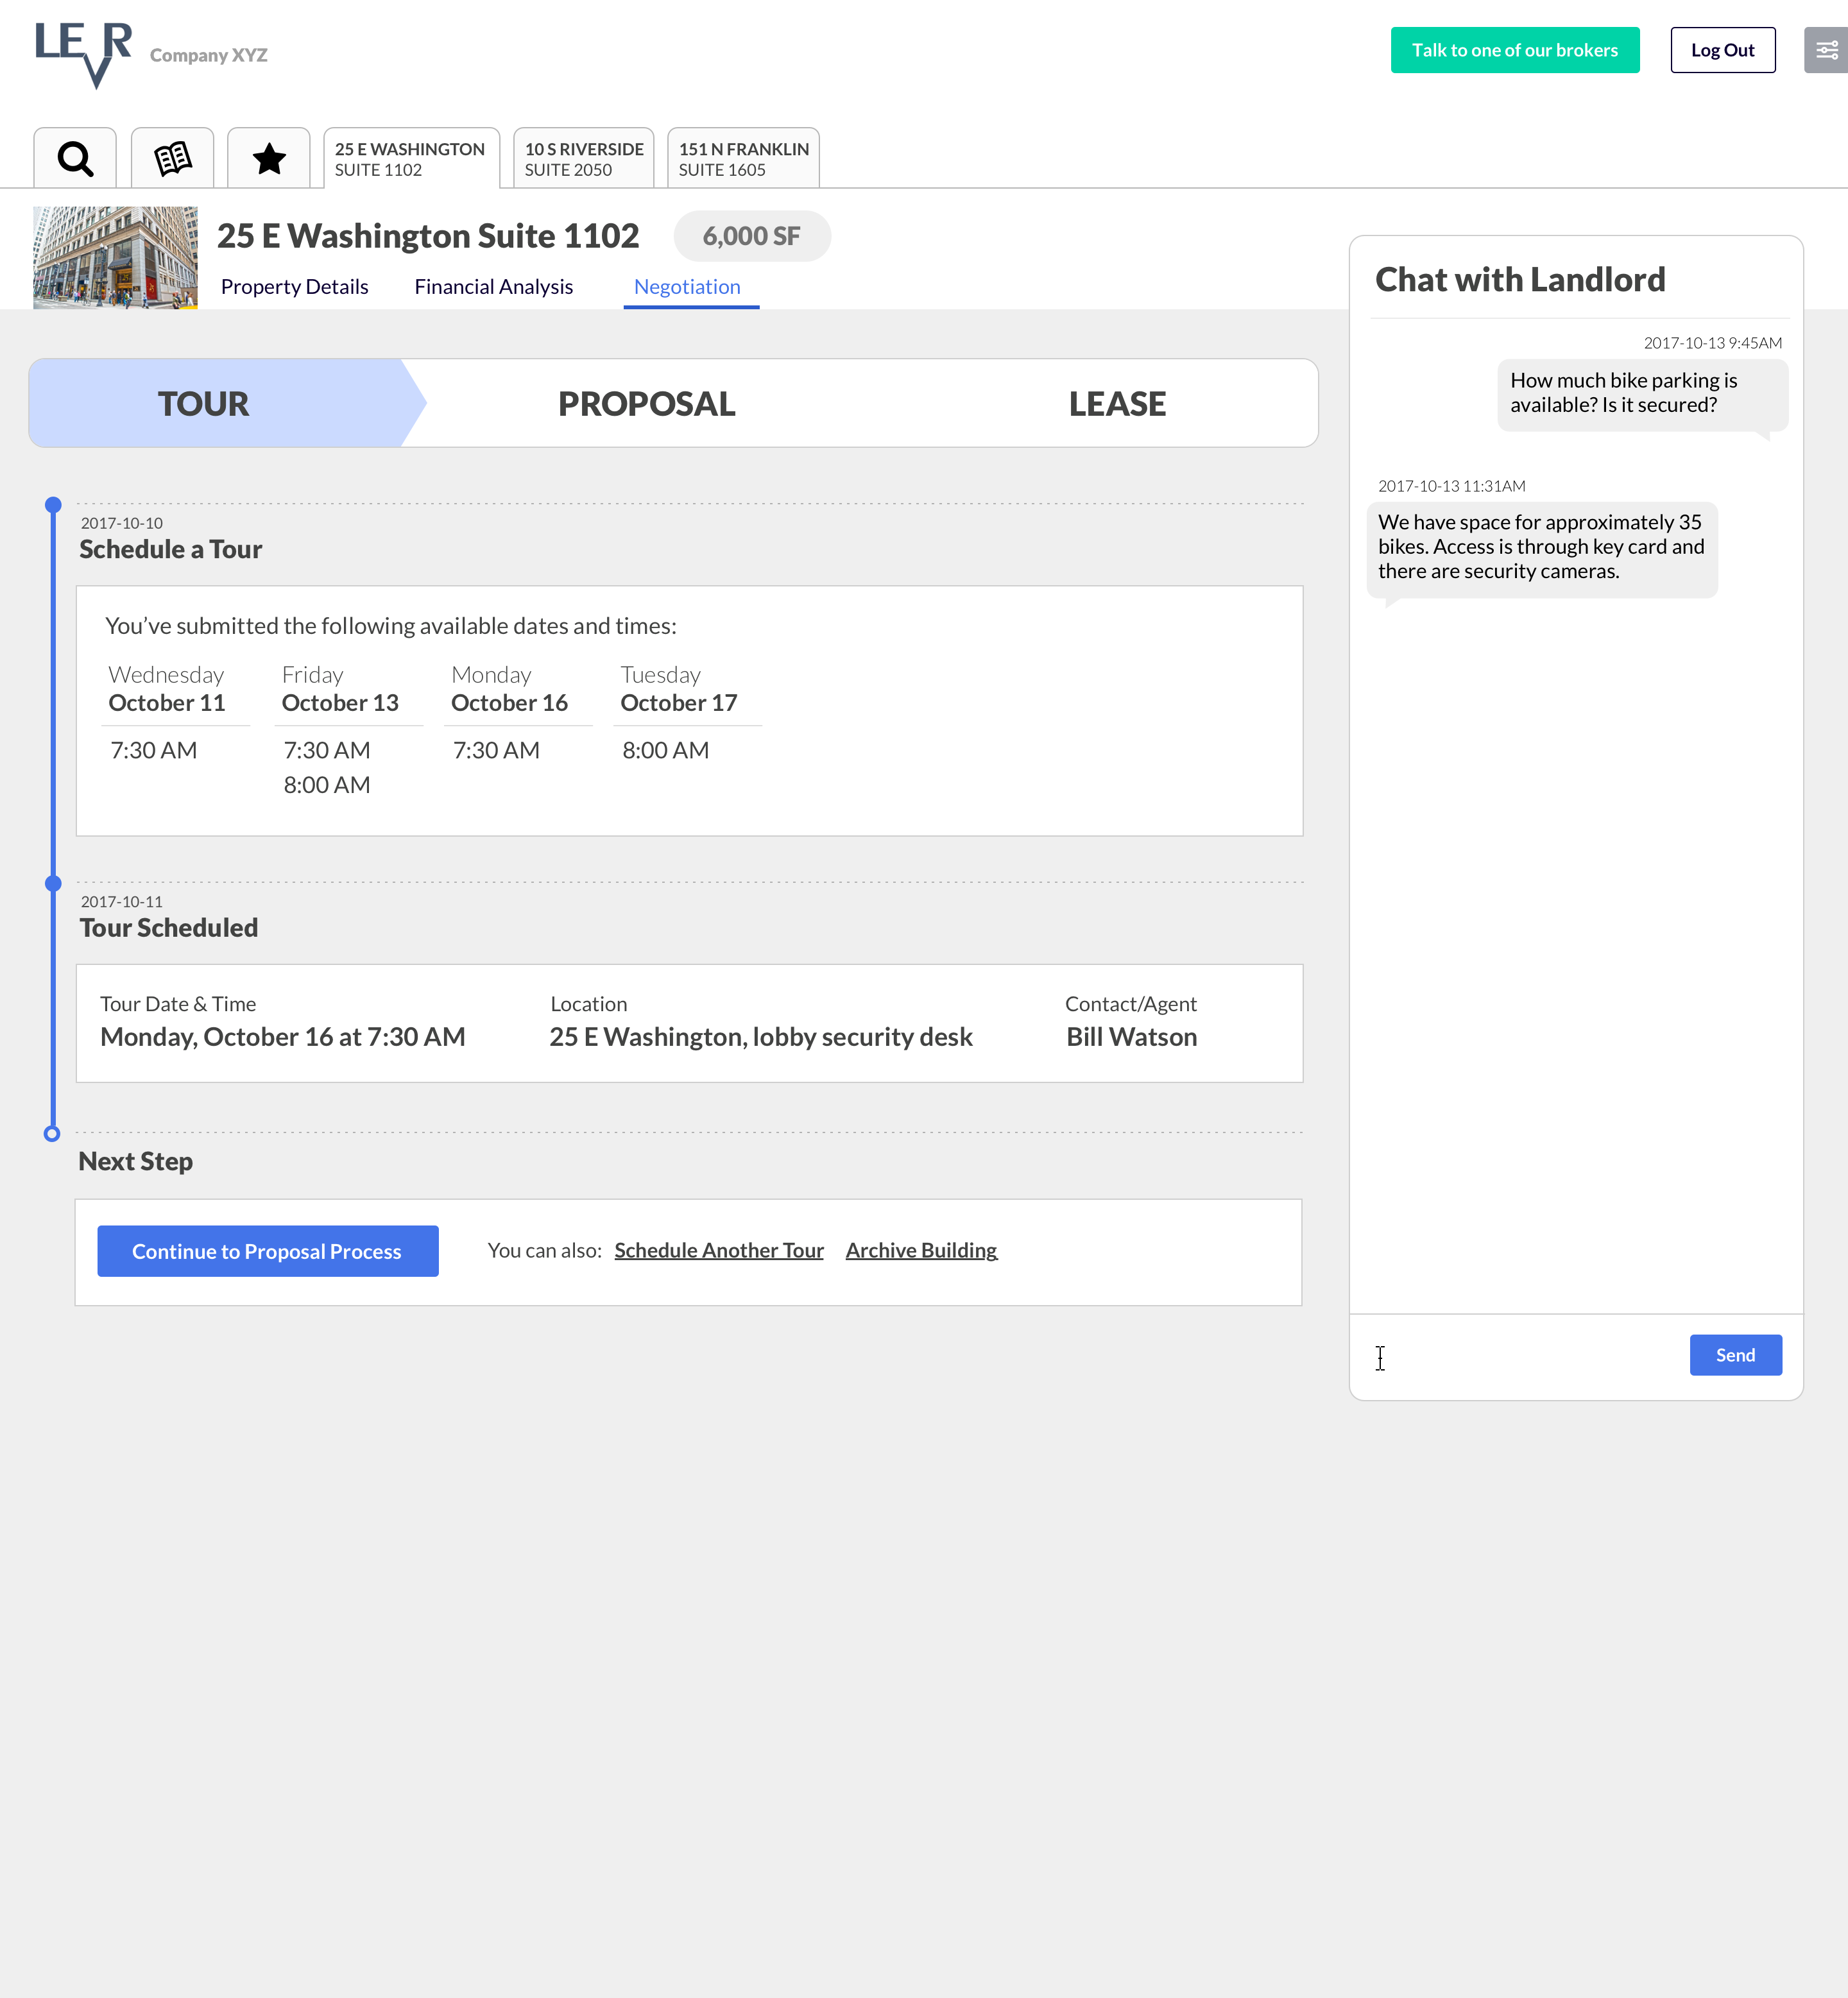 LEVR
Company XYZ
Talk to one of our brokers
Log Out
25 E WASHINGTON
SUITE 1102
10 S RIVERSIDE
SUITE 2050
151 N FRANKLIN
SUITE 1605
25 E Washington Suite 1102
6,000 SF
Property Details
Financial Analysis
Negotiation
TOUR
PROPOSAL
LEASE
2017-10-10
Schedule a Tour
You’ve submitted the following available dates and times:
Wednesday
October 11
7:30 AM
Friday
October 13
7:30 AM
8:00 AM
Monday
October 16
7:30 AM
Tuesday
October 17
8:00 AM
2017-10-11
Tour Scheduled
Tour Date & Time
Monday, October 16 at 7:30 AM
Location
25 E Washington, lobby security desk
Contact/Agent
Bill Watson
Next Step
Continue to Proposal Process
You can also: Schedule Another Tour Archive Building
Chat with Landlord
2017-10-13 9:45AM
How much bike parking is
available? Is it secured?
2017-10-13 11:31AM
We have space for approximately 35
bikes. Access is through key card and
there are security cameras.
Send